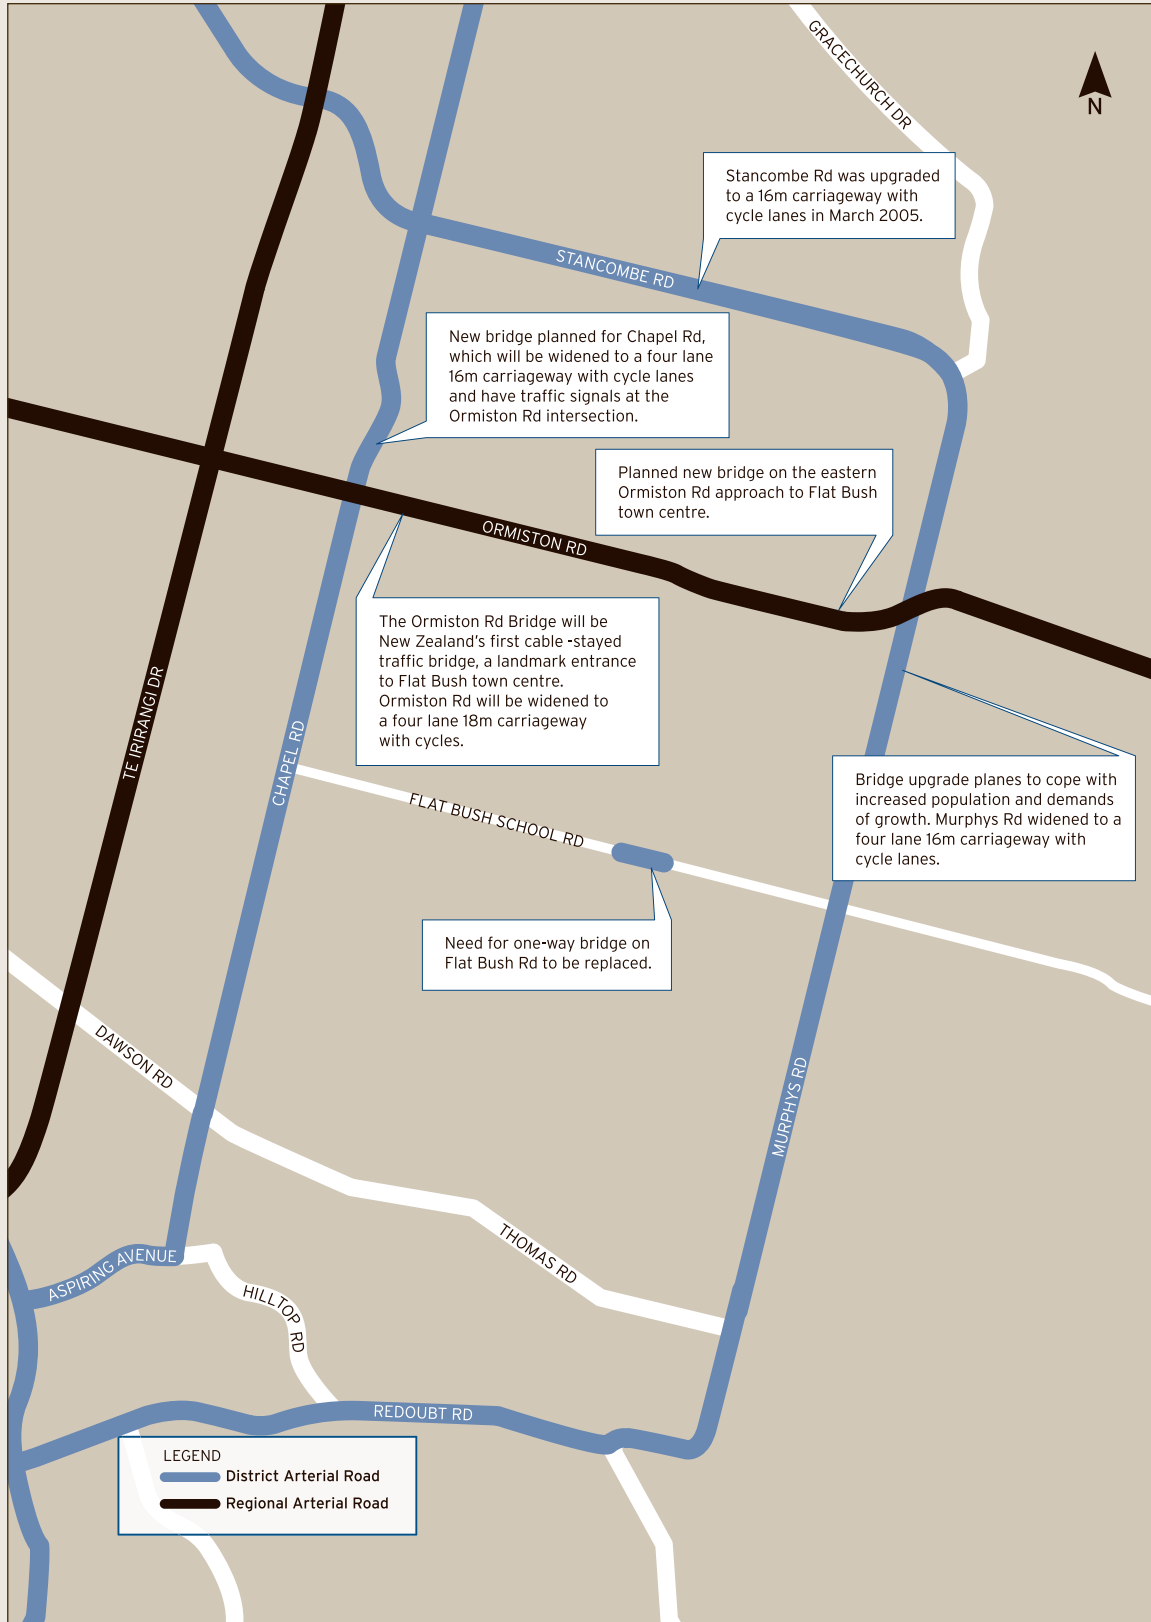 GRACECHURCH DR
N
Stancombe Rd was upgraded
to a 16m carriageway with
cycle lanes in March 2005.
STANCOMBE RD
New bridge planned for Chapel Rd,
which will be widened to a four lane
16m carriageway with cycle lanes
and have traffic signals at the
Ormiston Rd intersection.
Planned new bridge on the eastern
Ormiston Rd approach to Flat Bush
town centre.
ORMISTON RD
The Ormiston Rd Bridge will be
New Zealand's first cable -stayed
traffic bridge, a landmark entrance
to Flat Bush town centre.
Ormiston Rd will be widened to
a four lane 18m carriageway
with cycles.
TE IRIRANGI DR
CHAPEL RD
FLAT BUSH SCHOOL RD
Bridge upgrade planes to cope with
increased population and demands
of growth. Murphys Rd widened to a
four lane 16m carriageway with
cycle lanes.
Need for one-way bridge on
Flat Bush Rd to be replaced.
DAWSON RD
MURPHYS RD
THOMAS RD
ASPIRING AVENUE
HILLTOP RD
REDOUBT RD
LEGEND
District Arterial Road
Regional Arterial Road